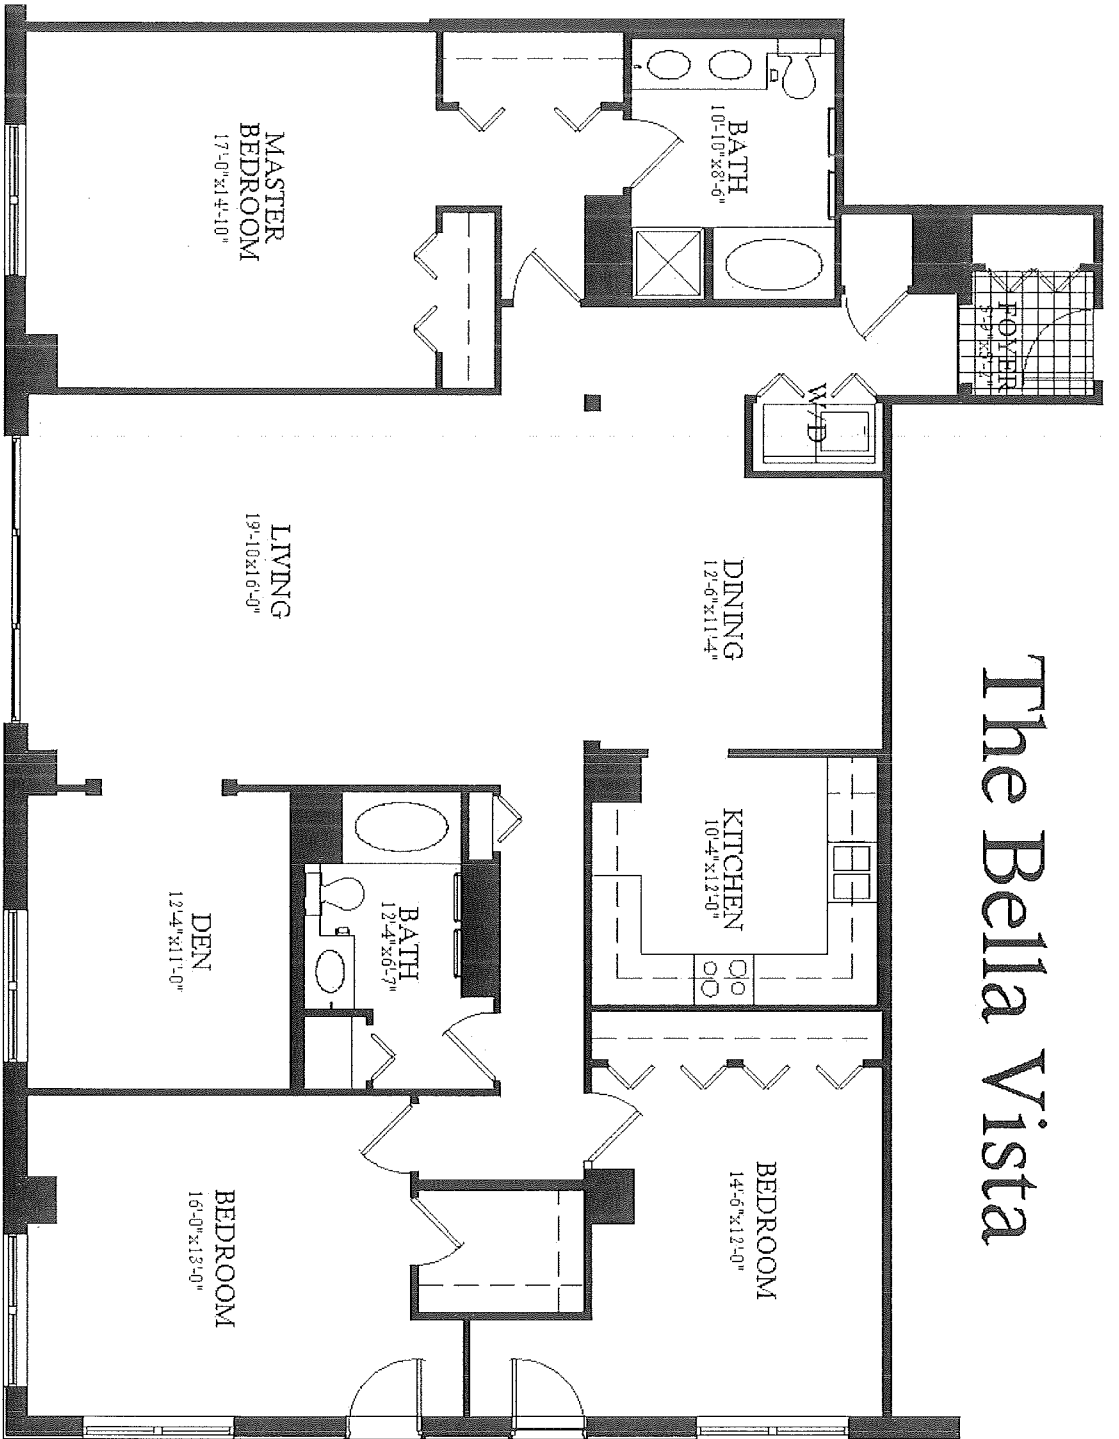 The Bella Vista
FOYER
W/D
BATH
10'-10"x8'-6"
DINING
12'-6"x11'-4"
KITCHEN
10'-4"x12'-0"
BEDROOM
14'-6"x12'-0"
MASTER
BEDROOM
17'-0"x14'-10"
LIVING
19'-10x16'-0"
BATH
12'-4"x6'-7"
DEN
12'-4"x11'-0"
BEDROOM
16'-0"x13'-0"